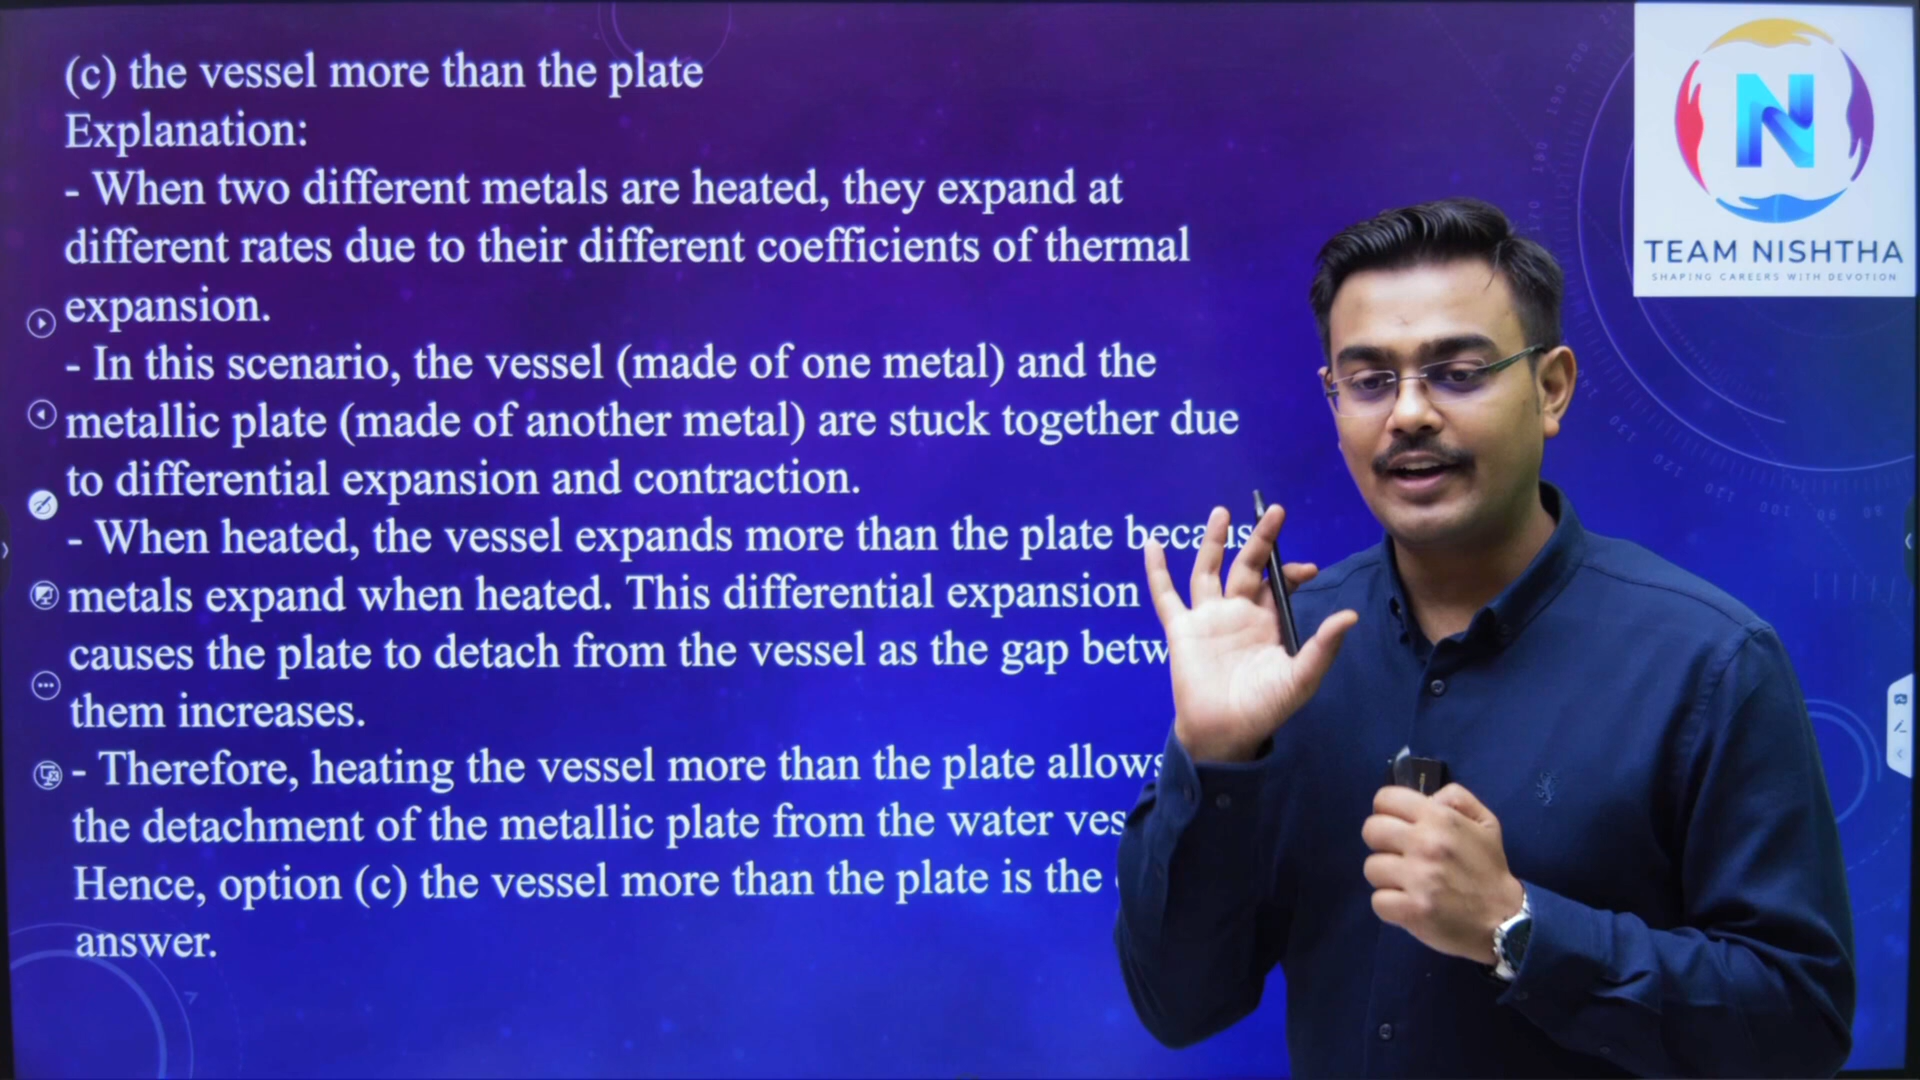 (c) the vessel more than the plate
Explanation:
- When two different metals are heated, they expand at
different rates due to their different coefficients of thermal
expansion.
- In this scenario, the vessel (made of one metal) and the
metallic plate (made of another metal) are stuck together due
to differential expansion and contraction.
- When heated, the vessel expands more than the plate
metals expand when heated. This differential expansion
causes the plate to detach from the vessel as the gap
them increases.
- Therefore, heating the vessel more than the plate allows
the detachment of the metallic plate from the water
Hence, option (c) the vessel more than the plate is the
answer.
N
TEAM NISHTHA
SHAPING CAREERS WITH DEVOTION